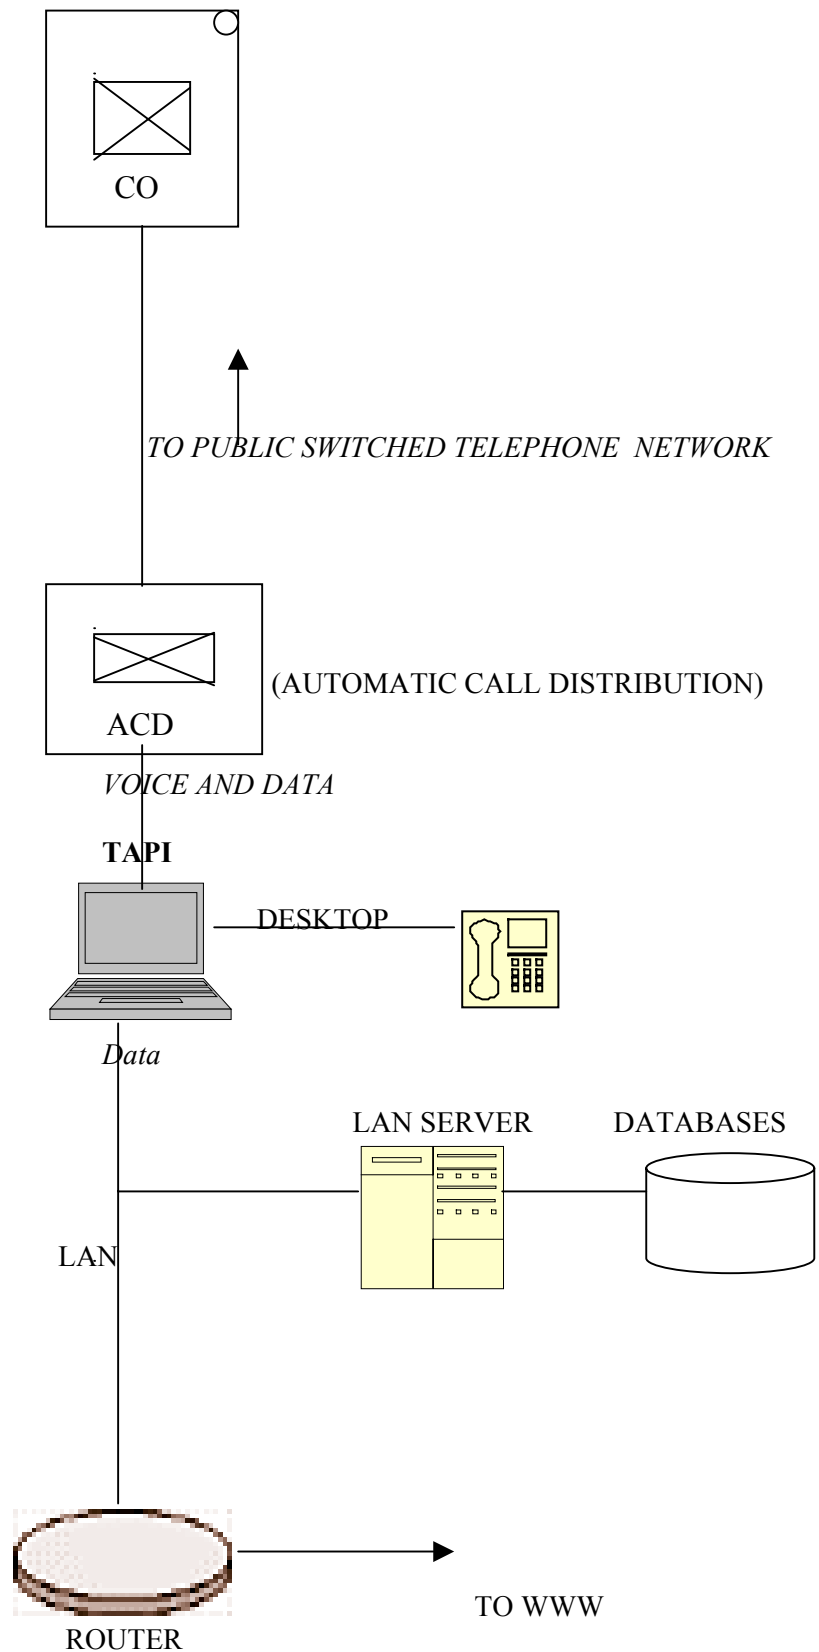 CO
TO PUBLIC SWITCHED TELEPHONE NETWORK
(AUTOMATIC CALL DISTRIBUTION)
ACD
VOICE AND DATA
TAPI
DESKTOP
Data
LAN SERVER
DATABASES
LAN
TO WWW
ROUTER